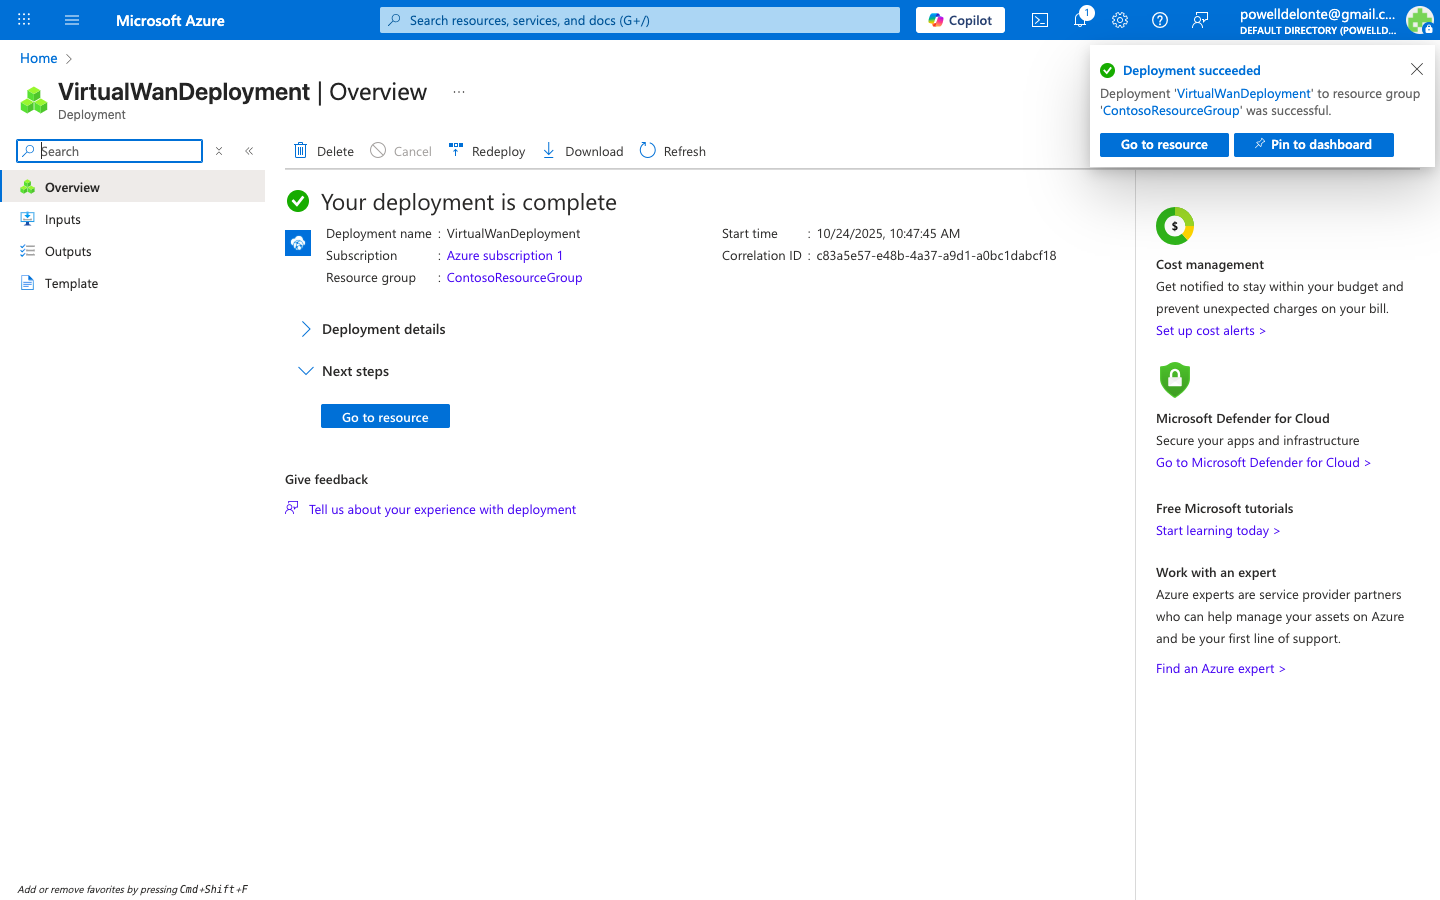 Microsoft Azure
Search resources, services, and docs (G+/)
Copilot
1
powelldelonte@gmail.c...
DEFAULT DIRECTORY (POWELLD...
Home
VirtualWanDeployment | Overview
...
Deployment
Deployment succeeded
Deployment 'VirtualWanDeployment' to resource group
'ContosoResourceGroup' was successful.
Go to resource
Pin to dashboard
Search
Delete
Cancel
Redeploy
Download
Refresh
Overview
Inputs
Outputs
Template
Your deployment is complete
Deployment name : VirtualWanDeployment
Subscription : Azure subscription 1
Resource group : ContosoResourceGroup
Start time : 10/24/2025, 10:47:45 AM
Correlation ID : c83a5e57-e48b-4a37-a9d1-a0bc1dabcf18
Deployment details
Next steps
Go to resource
Give feedback
Tell us about your experience with deployment
$
Cost management
Get notified to stay within your budget and
prevent unexpected charges on your bill.
Set up cost alerts >
Microsoft Defender for Cloud
Secure your apps and infrastructure
Go to Microsoft Defender for Cloud >
Free Microsoft tutorials
Start learning today >
Work with an expert
Azure experts are service provider partners
who can help manage your assets on Azure
and be your first line of support.
Find an Azure expert >
Add or remove favorites by pressing Cmd+Shift+F